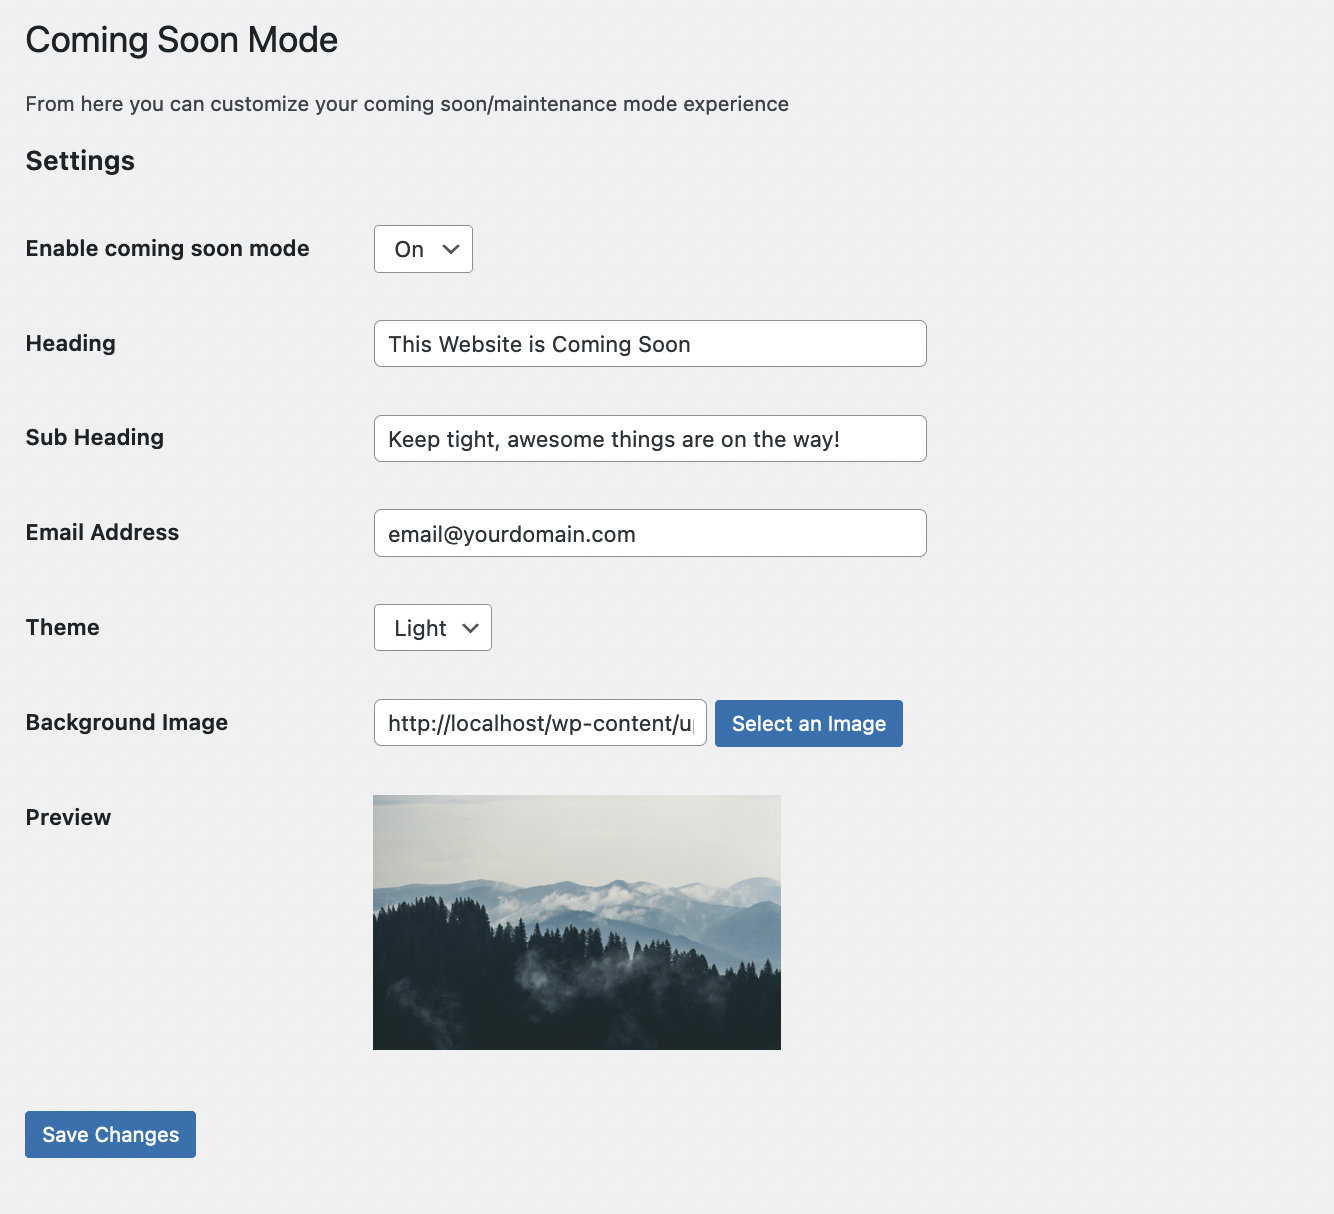 Coming Soon Mode
From here you can customize your coming soon/maintenance mode experience
Settings
Enable coming soon mode On
Heading This Website is Coming Soon
Sub Heading Keep tight, awesome things are on the way!
Email Address email@yourdomain.com
Theme Light
Background Image http://localhost/wp-content/u Select an Image
Preview
Save Changes